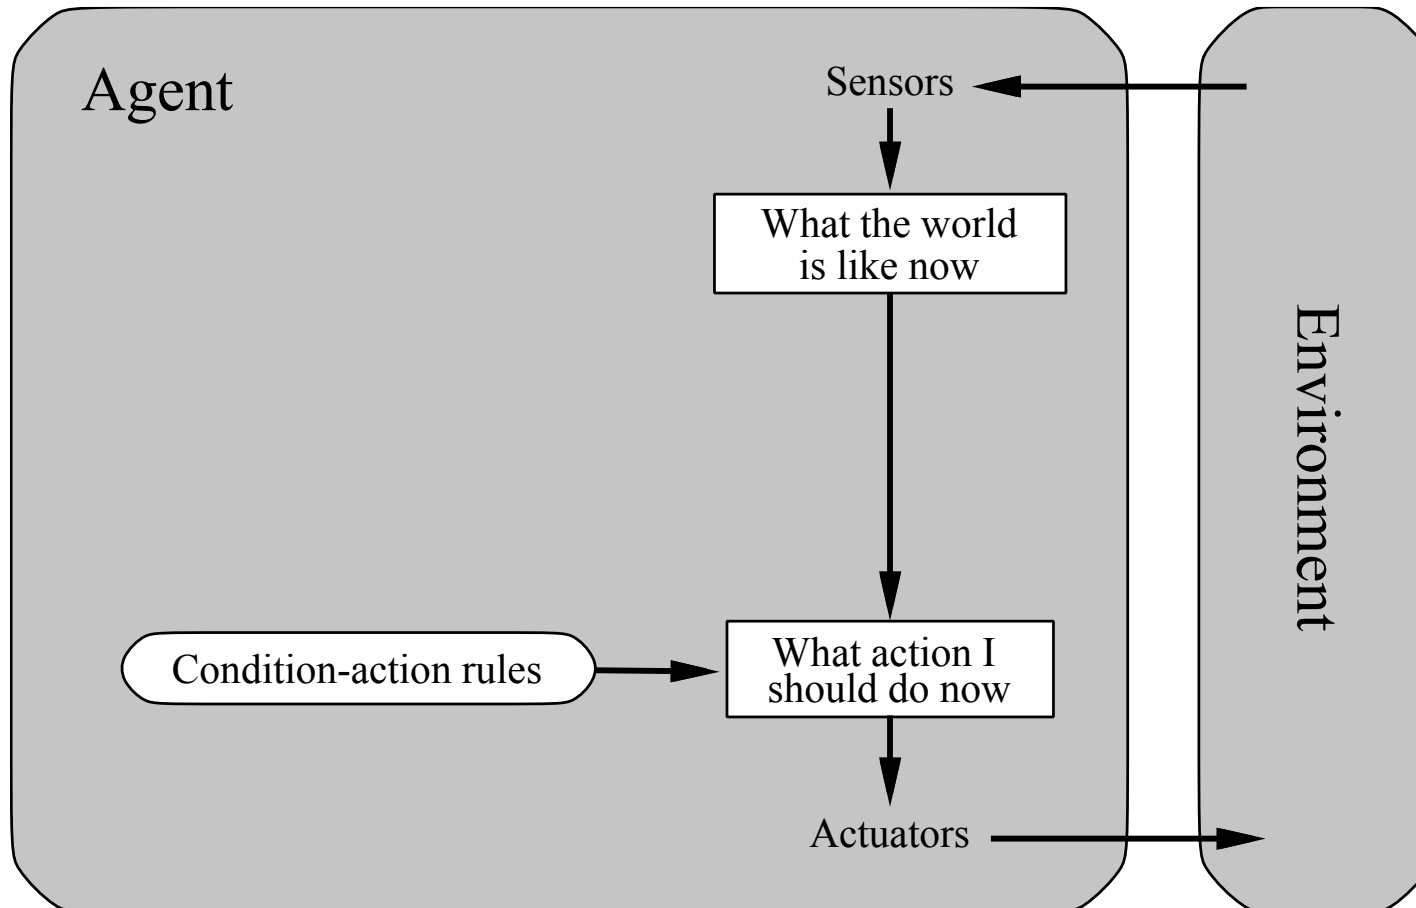 Agent
Sensors
What the world
is like now
Environment
Condition-action rules
What action I
should do now
Actuators